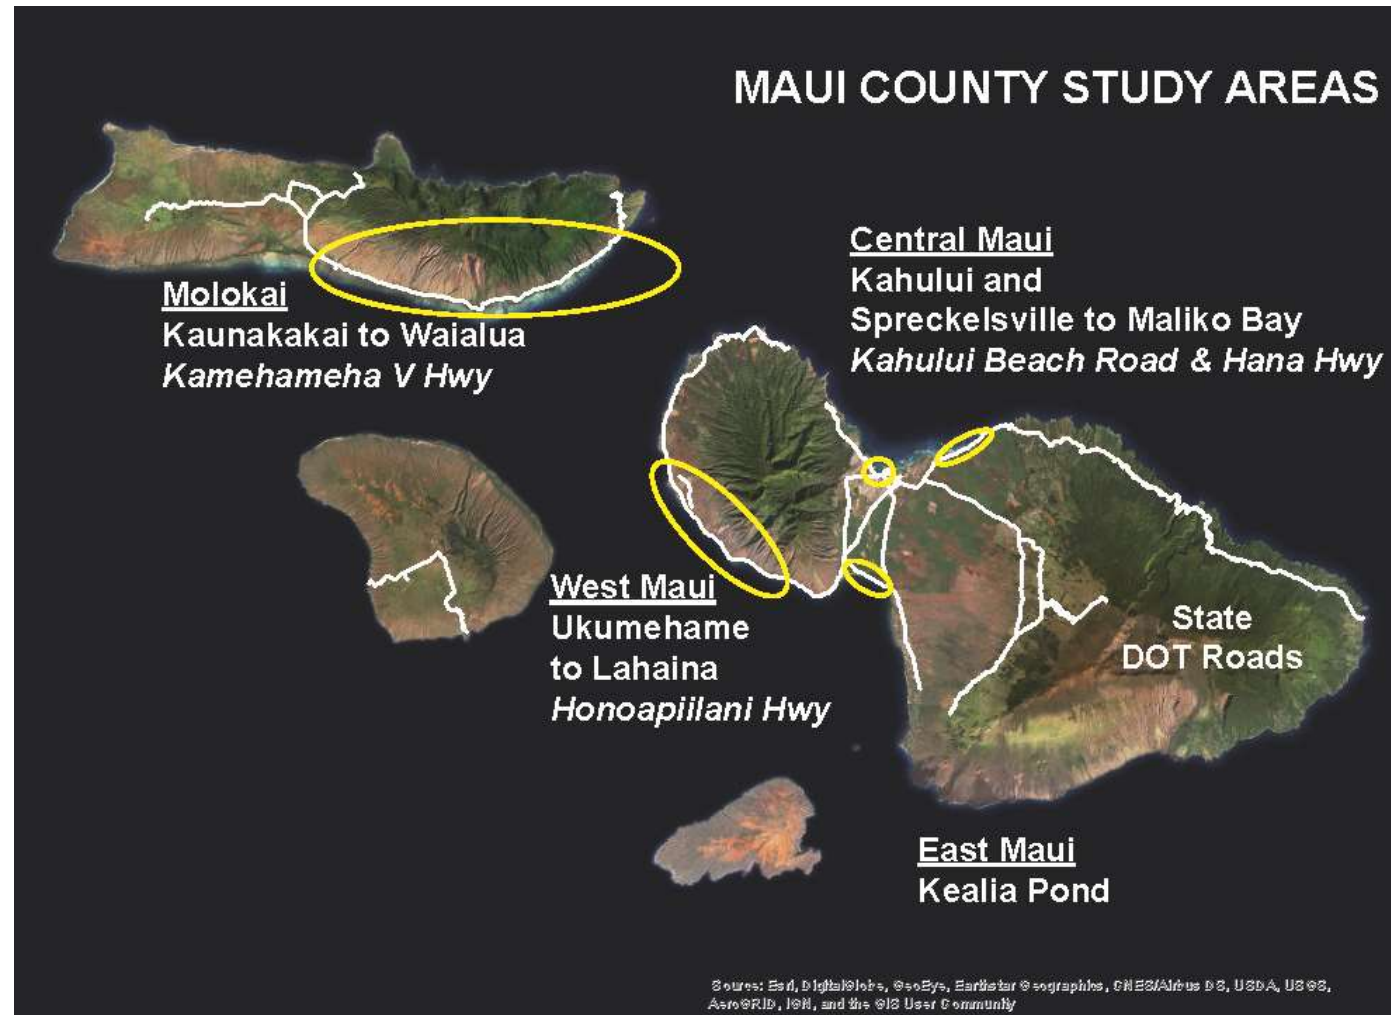 MAUI COUNTY STUDY AREAS
Central Maui
Kahului and
Spreckelsville to Maliko Bay
Kahului Beach Road & Hana Hwy
Molokai
Kaunakakai to Waialua
Kamehameha V Hwy
West Maui
Ukumehame
to Lahaina
Honoapiilani Hwy
State
DOT Roads
East Maui
Kealia Pond
Source: Esri, DigitalGlobe, GeoEye, Earthstar Geographics, CNES/Airbus DS, USDA, USGS,
AeroGRID, IGN, and the GIS User Community